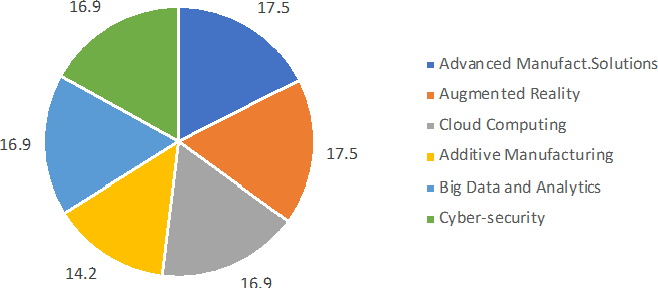 16.9
17.5
Advanced Manufact.Solutions
Augmented Reality
Cloud Computing
16.9
17.5
Additive Manufacturing
Big Data and Analytics
Cyber-security
14.2
16.9